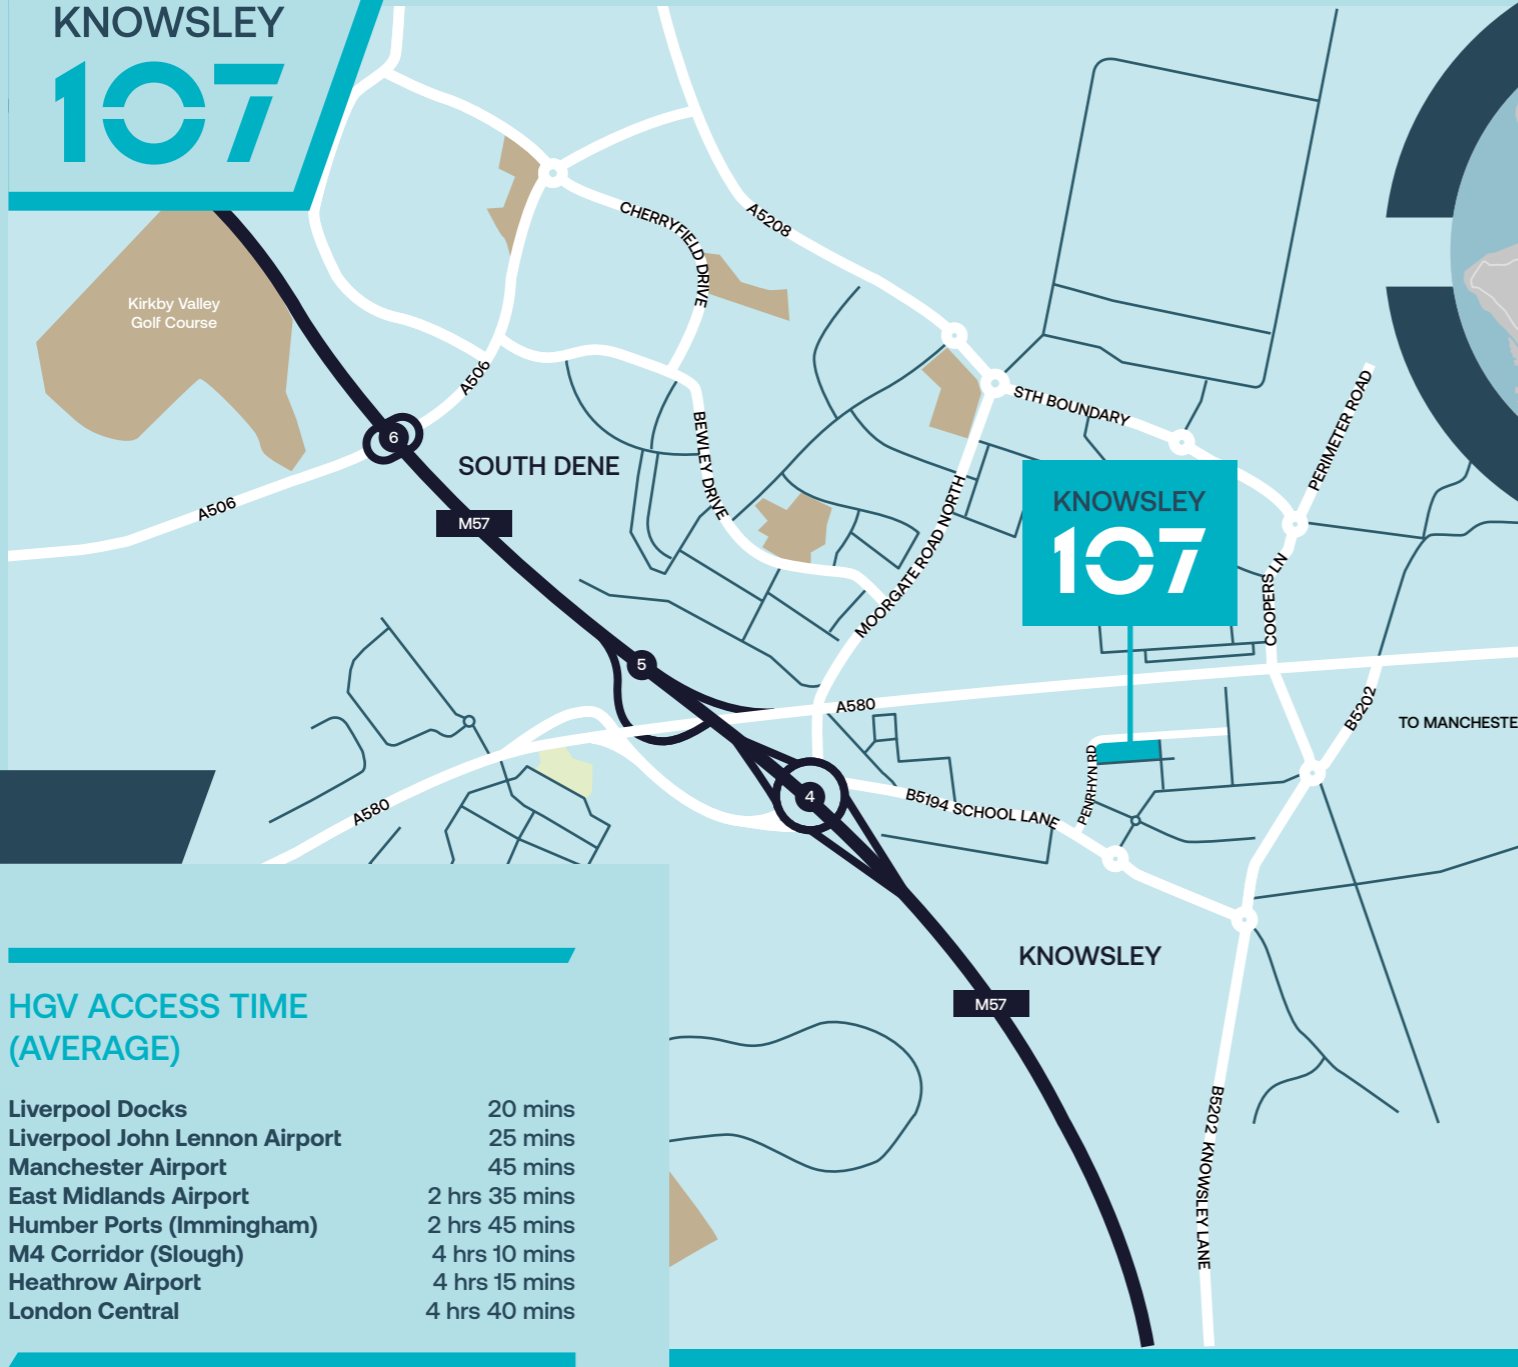 KNOWSLEY
107
Kirkby Valley
Golf Course
CHERRYFIELD DRIVE
A5208
A506
A506
6
SOUTH DENE
M57
BEWLEY DRIVE
STH BOUNDARY
PERIMETER ROAD
MOORGATE ROAD NORTH
KNOWSLEY
107
COOPERS LN
5
A580
B5202
TO MANCHESTE
A580
4
B5194 SCHOOL LANE
PENRHYN RD
KNOWSLEY
M57
B5202 KNOWSLEY LANE
HGV ACCESS TIME
(AVERAGE)
Liverpool Docks 20 mins
Liverpool John Lennon Airport 25 mins
Manchester Airport 45 mins
East Midlands Airport 2 hrs 35 mins
Humber Ports (Immingham) 2 hrs 45 mins
M4 Corridor (Slough) 4 hrs 10 mins
Heathrow Airport 4 hrs 15 mins
London Central 4 hrs 40 mins